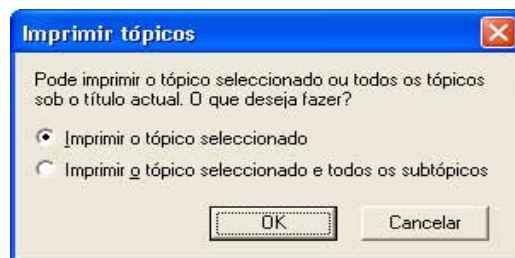 Imprimir tópicos
Pode imprimir o tópico seleccionado ou todos os tópicos
sob o título actual. O que deseja fazer?
Imprimir o tópico seleccionado
Imprimir o tópico seleccionado e todos os subtópicos
OK Cancelar